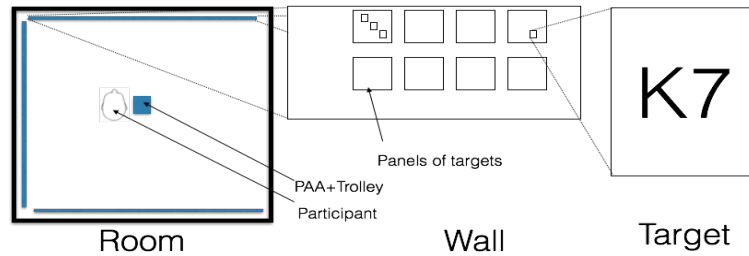 K7
Panels of targets
PAA+Trolley
Participant
Room
Wall
Target